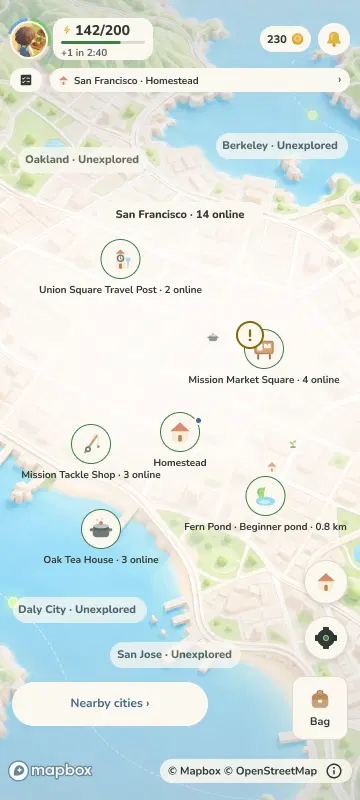 142/200
+1 in 2:40
230
San Francisco · Homestead ›
Berkeley · Unexplored
Oakland · Unexplored
San Francisco · 14 online
Union Square Travel Post · 2 online
!
Mission Market Square · 4 online
Homestead
Mission Tackle Shop · 3 online
Fern Pond · Beginner pond · 0.8 km
Oak Tea House · 3 online
Daly City · Unexplored
San Jose · Unexplored
Nearby cities ›
Bag
mapbox
© Mapbox © OpenStreetMap